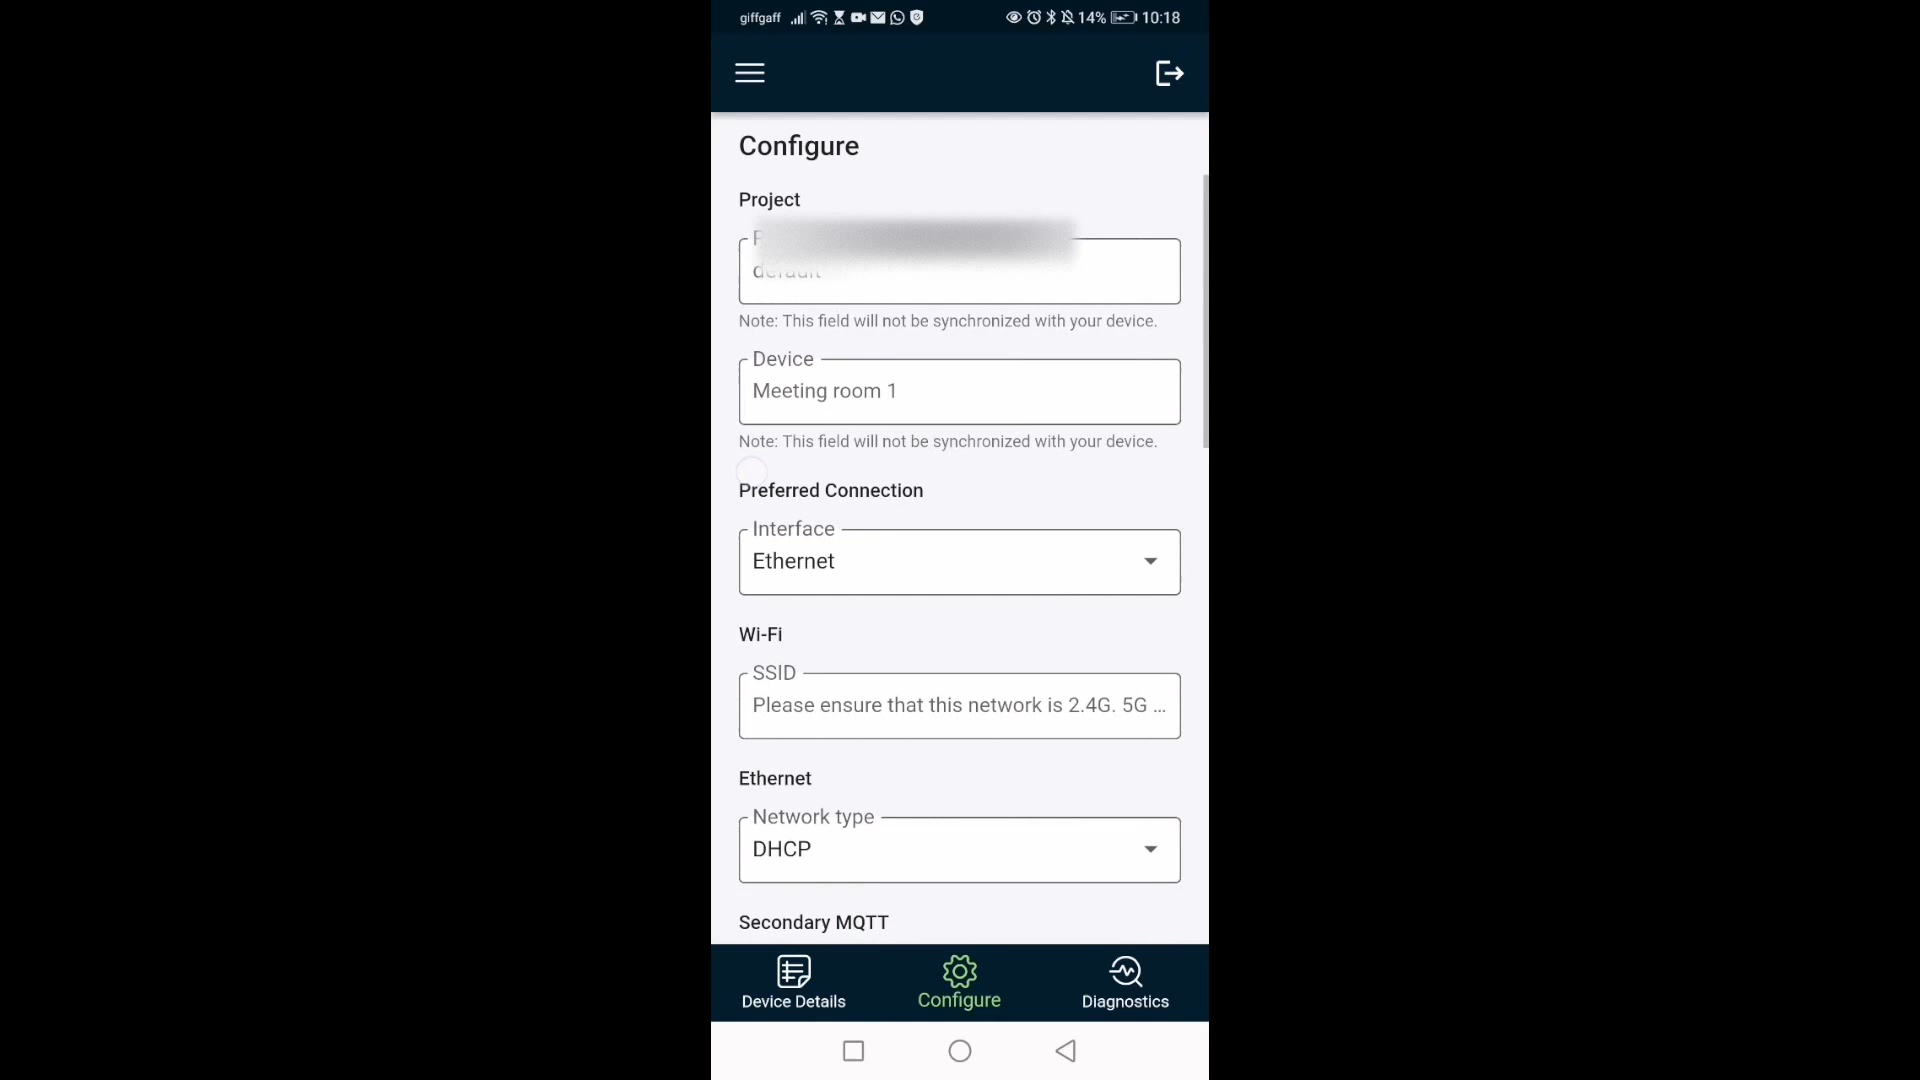 giffgaff 14% 10:18
Configure
Project
default
Note: This field will not be synchronized with your device.
Device
Meeting room 1
Note: This field will not be synchronized with your device.
Preferred Connection
Interface
Ethernet
Wi-Fi
SSID
Please ensure that this network is 2.4G. 5G ...
Ethernet
Network type
DHCP
Secondary MQTT
Device Details Configure Diagnostics